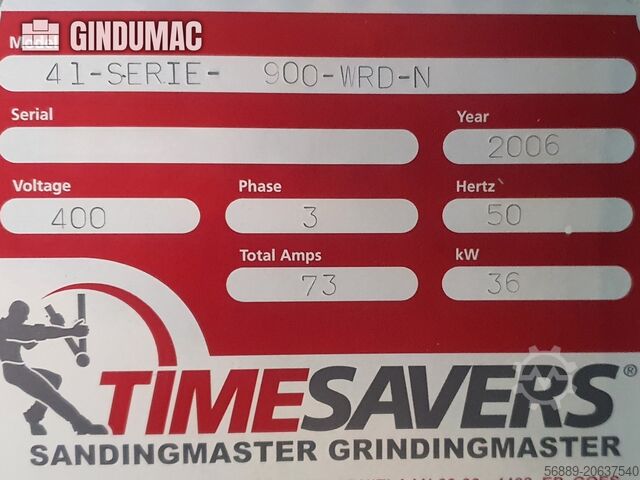 GINDUMAC
Model
41-SERIE- 900-WRD-N
Serial Year
2006
Voltage Phase Hertz
400 3 50
Total Amps kW
73 36
TIMESAVERS®
SANDINGMASTER GRINDINGMASTER
56889-20637540